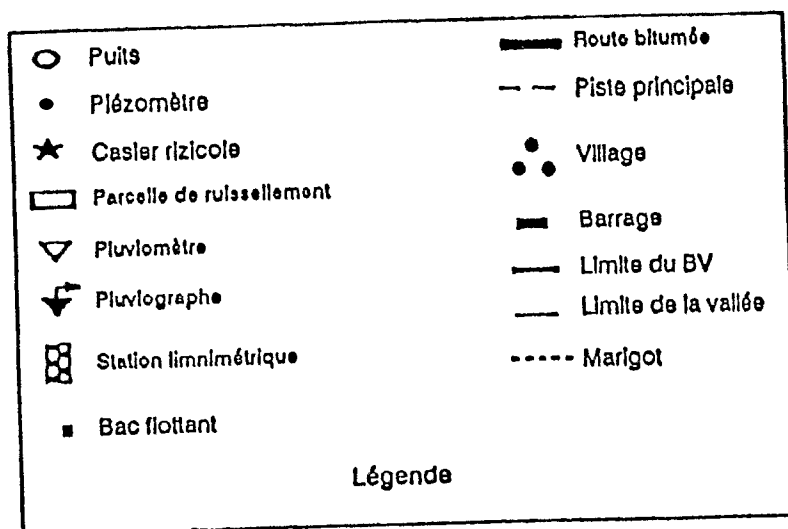 Puits
Piézomètre
Casier rizicole
Parcelle de ruissellement
Pluviomètre
Pluviographe
Station limnimétrique
Bac flottant
Route bitumée
Piste principale
Village
Barrage
Limite du BV
Limite de la vallée
Marigot
Légende